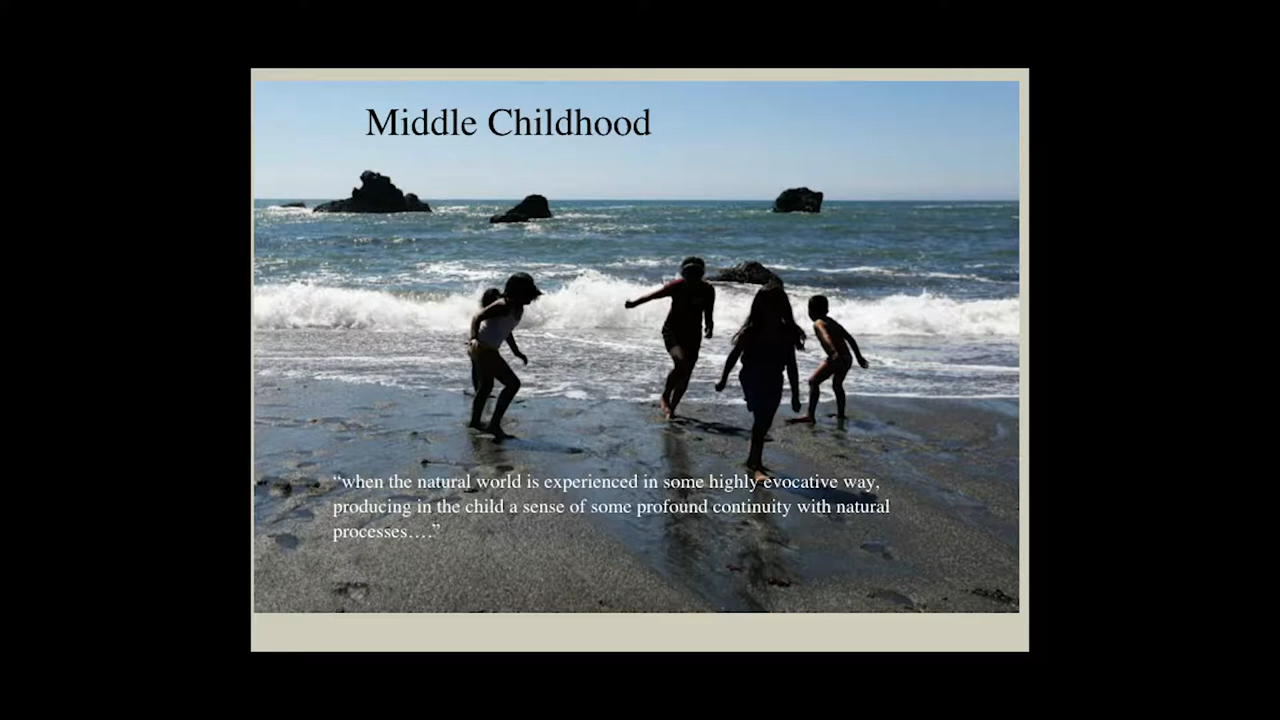 Middle Childhood
“when the natural world is experienced in some highly evocative way,
producing in the child a sense of some profound continuity with natural
processes….”